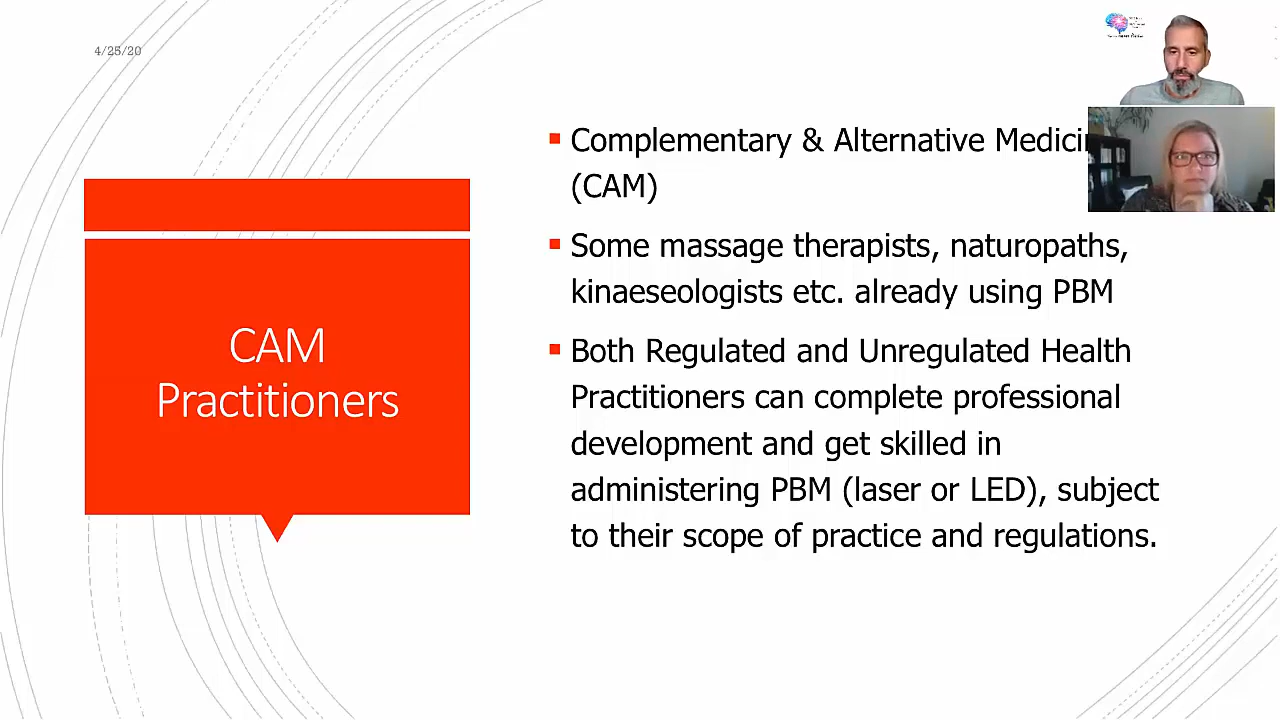 4/25/20
CAM
Practitioners
Complementary & Alternative
(CAM)
Some massage therapists, naturopaths,
kinaeseologists etc. already using PBM
Both Regulated and Unregulated Health
Practitioners can complete professional
development and get skilled in
administering PBM (laser or LED), subject
to their scope of practice and regulations.